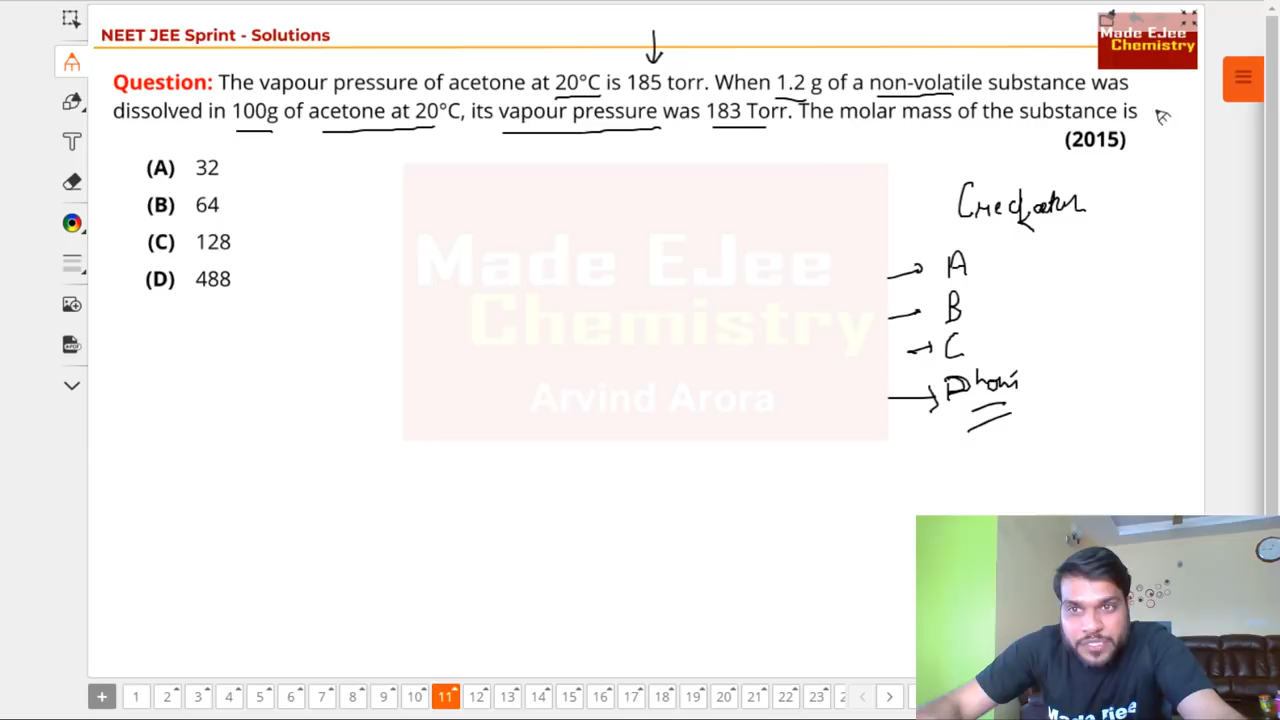 NEET JEE Sprint - Solutions
Made EJee
Chemistry
Question: The vapour pressure of acetone at 20°C is 185 torr. When 1.2 g of a non-volatile substance was
dissolved in 100g of acetone at 20°C, its vapour pressure was 183 Torr. The molar mass of the substance is
(2015)
(A) 32
(B) 64
(C) 128
(D) 488
Made EJee
Chemistry
Arvind Arora
A
B
C
Dhoni
T
+ 1 2 3 4 5 6 7 8 9 10 11 12 13 14 15 16 17 18 19 20 21 22 23 2
Made EJee